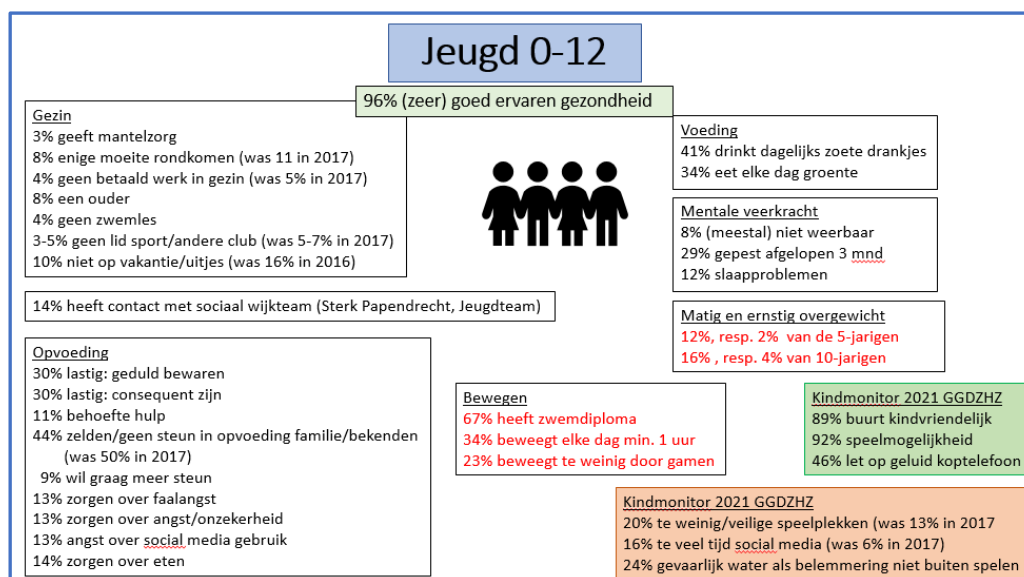 Jeugd 0-12
96% (zeer) goed ervaren gezondheid
Gezin
3% geeft mantelzorg
8% enige moeite rondkomen (was 11 in 2017)
4% geen betaald werk in gezin (was 5% in 2017)
8% een ouder
4% geen zwemles
3-5% geen lid sport/andere club (was 5-7% in 2017)
10% niet op vakantie/uitjes (was 16% in 2016)
14% heeft contact met sociaal wijkteam (Sterk Papendrecht, Jeugdteam)
Opvoeding
30% lastig: geduld bewaren
30% lastig: consequent zijn
11% behoefte hulp
44% zelden/geen steun in opvoeding familie/bekenden
(was 50% in 2017)
9% wil graag meer steun
13% zorgen over faalangst
13% zorgen over angst/onzekerheid
13% angst over social media gebruik
14% zorgen over eten
Voeding
41% drinkt dagelijks zoete drankjes
34% eet elke dag groente
Mentale veerkracht
8% (meestal) niet weerbaar
29% gepest afgelopen 3 mnd
12% slaapproblemen
Matig en ernstig overgewicht
12%, resp. 2% van de 5-jarigen
16% , resp. 4% van 10-jarigen
Bewegen
67% heeft zwemdiploma
34% beweegt elke dag min. 1 uur
23% beweegt te weinig door gamen
Kindmonitor 2021 GGDZHZ
89% buurt kindvriendelijk
92% speelmogelijkheid
46% let op geluid koptelefoon
Kindmonitor 2021 GGDZHZ
20% te weinig/veilige speelplekken (was 13% in 2017
16% te veel tijd social media (was 6% in 2017)
24% gevaarlijk water als belemmering niet buiten spelen